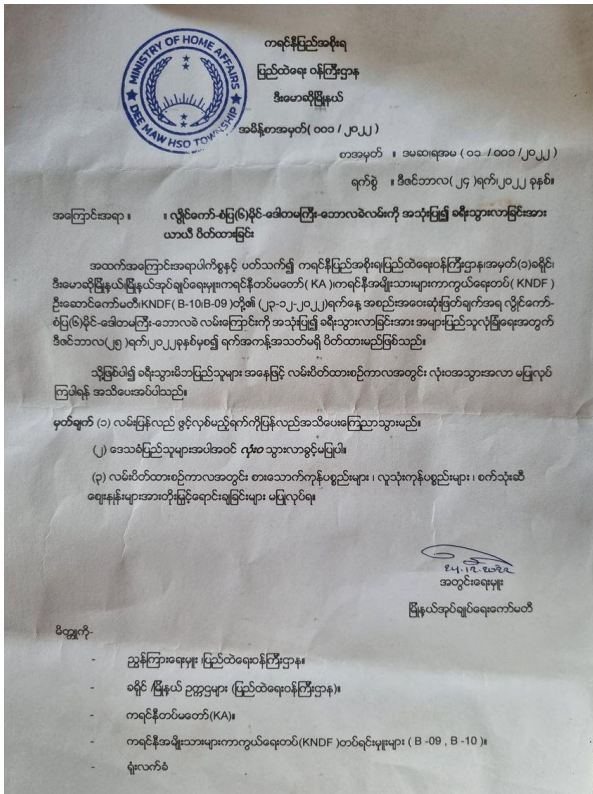 MINISTRY OF HOME AFFAIRS
DEE MAW HSO TOWNSHIP
ကရင်နီပြည်အစိုးရ
ပြည်ထဲရေး ဝန်ကြီးဌာန
ဒီးမော့ဆိုမြို့နယ်
အမိန့်စာအမှတ်( ၀၀၁ /၂၀၂၂ )
စာအမှတ် ။ ဒမဆ၊ရအမ ( ၀၁ /၀၀၁ /၂၀၂၂ )
ရက်စွဲ ။ ဒီဇင်ဘာလ( ၂၄ )ရက်၊၂၀၂၂ ခုနှစ်။
အကြောင်းအရာ ။ ။ လွိုင်ကော်-စံပြ(၆)မိုင်-ဒေါတမကြီး-ဘောလခဲလမ်းကို အသုံးပြု၍ ခရီးသွားလာခြင်းအား
ယာယီ ပိတ်ထားခြင်း
အထက်အကြောင်းအရာပါကိစ္စနှင့် ပတ်သက်၍ ကရင်နီပြည်အစိုးရ၊ပြည်ထဲရေးဝန်ကြီးဌာန၊အမှတ်(၁)ခရိုင်၊
ဒီးမော့ဆိုမြို့နယ်၊မြို့နယ်အုပ်ချုပ်ရေးမှူး၊ကရင်နီတပ်မတော် ( KA )၊ကရင်နီအမျိုးသားများကာကွယ်ရေးတပ် ( KNDF )
ဦးဆောင်ကော်မတီ၊KNDF( B-10၊B-09 )တို့၏ (၂၃-၁၂-၂၀၂၂)ရက်နေ့ အစည်းအဝေးဆုံးဖြတ်ချက်အရ လွိုင်ကော်-
စံပြ(၆)မိုင်-ဒေါတမကြီး-ဘောလခဲ လမ်းကြောင်းကို အသုံးပြု၍ ခရီးသွားလာခြင်းအား အများပြည်သူလုံခြုံရေးအတွက်
ဒီဇင်ဘာလ(၂၅ )ရက်၊၂၀၂၂ခုနှစ်မှစ၍ ရက်အကန့်အသတ်မရှိ ပိတ်ထားမည်ဖြစ်သည်။
သို့ဖြစ်ပါ၍ ခရီးသွားမိဘပြည်သူများ အနေဖြင့် လမ်းပိတ်ထားစဉ်ကာလအတွင်း လုံးဝအသွားအလာ မပြုလုပ်
ကြပါရန် အသိပေးအပ်ပါသည်။
မှတ်ချက် (၁) လမ်းပြန်လည် ဖွင့်လှစ်မည့်ရက်ကိုပြန်လည်အသိပေးကြေညာသွားမည်။
(၂) ဒေသခံပြည်သူများအပါအဝင် လုံးဝ သွားလာခွင့်မပြုပါ။
(၃) လမ်းပိတ်ထားစဉ်ကာလအတွင်း စားသောက်ကုန်ပစ္စည်းများ ၊ လူသုံးကုန်ပစ္စည်းများ ၊ စက်သုံးဆီ
စျေးနှုန်းများအားတိုးမြှင့်ရောင်းချခြင်းများ မပြုလုပ်ရ။
၂၄.၁၂.၂၀၂၂
အတွင်းရေးမှူး
မြို့နယ်အုပ်ချုပ်ရေးကော်မတီ
မိတ္တူကို-
- ညွှန်ကြားရေးမှူး ၊ပြည်ထဲရေးဝန်ကြီးဌာန။
- ခရိုင် /မြို့နယ် ဥက္ကဌများ (ပြည်ထဲရေးဝန်ကြီးဌာန)။
- ကရင်နီတပ်မတော်(KA)။
- ကရင်နီအမျိုးသားများကာကွယ်ရေးတပ်(KNDF )တပ်ရင်းမှူးများ ( B -09 , B -10 )။
- ရုံးလက်ခံ